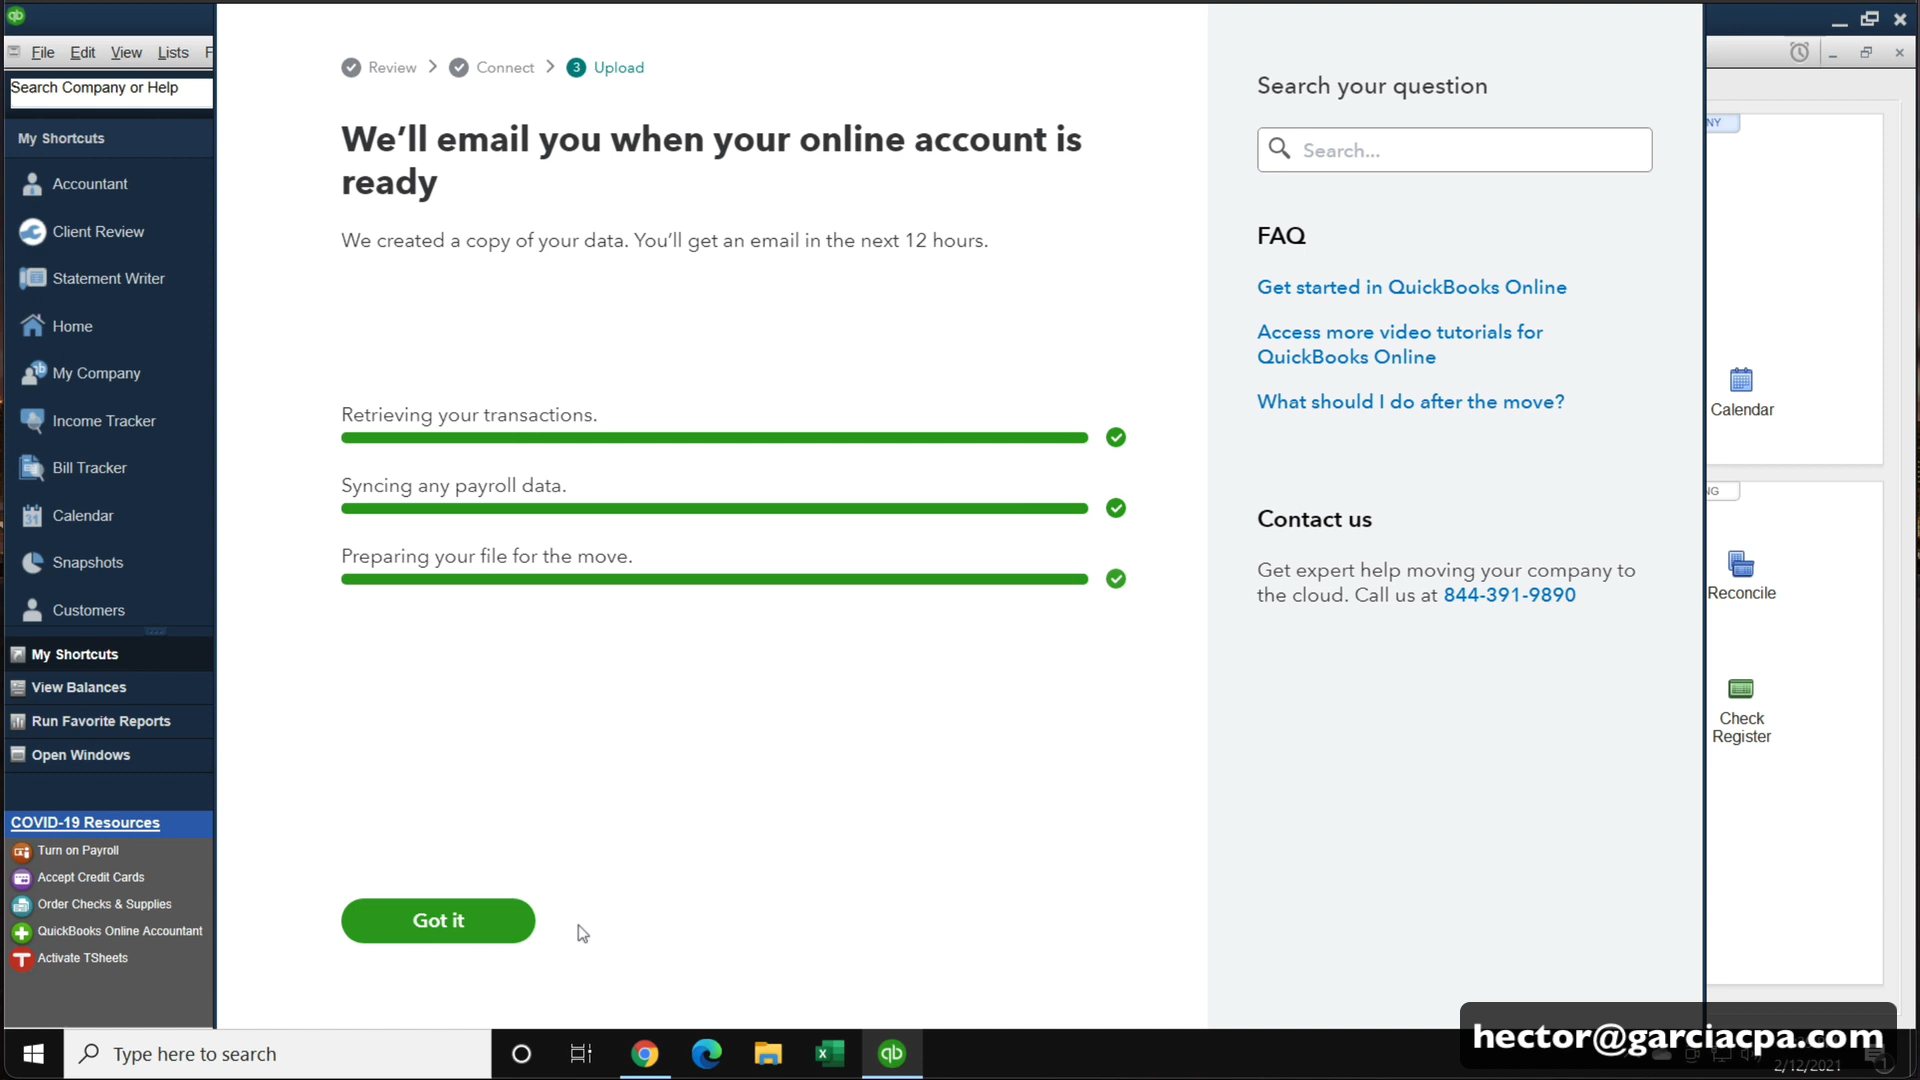 qb
File Edit View Lists F
Search Company or Help
My Shortcuts
Accountant
Client Review
Statement Writer
Home
My Company
Income Tracker
Bill Tracker
Calendar
Snapshots
Customers
My Shortcuts
View Balances
Run Favorite Reports
Open Windows
COVID-19 Resources
Turn on Payroll
Accept Credit Cards
Order Checks & Supplies
QuickBooks Online Accountant
Activate TSheets
Review Connect 3 Upload
We’ll email you when your online account is
ready
We created a copy of your data. You’ll get an email in the next 12 hours.
Retrieving your transactions.
Syncing any payroll data.
Preparing your file for the move.
Got it
Search your question
Search...
FAQ
Get started in QuickBooks Online
Access more video tutorials for
QuickBooks Online
What should I do after the move?
Contact us
Get expert help moving your company to
the cloud. Call us at 844-391-9890
NY
Calendar
NG
Reconcile
Check
Register
Type here to search
qb
hector@garciacpa.com
2/12/2021